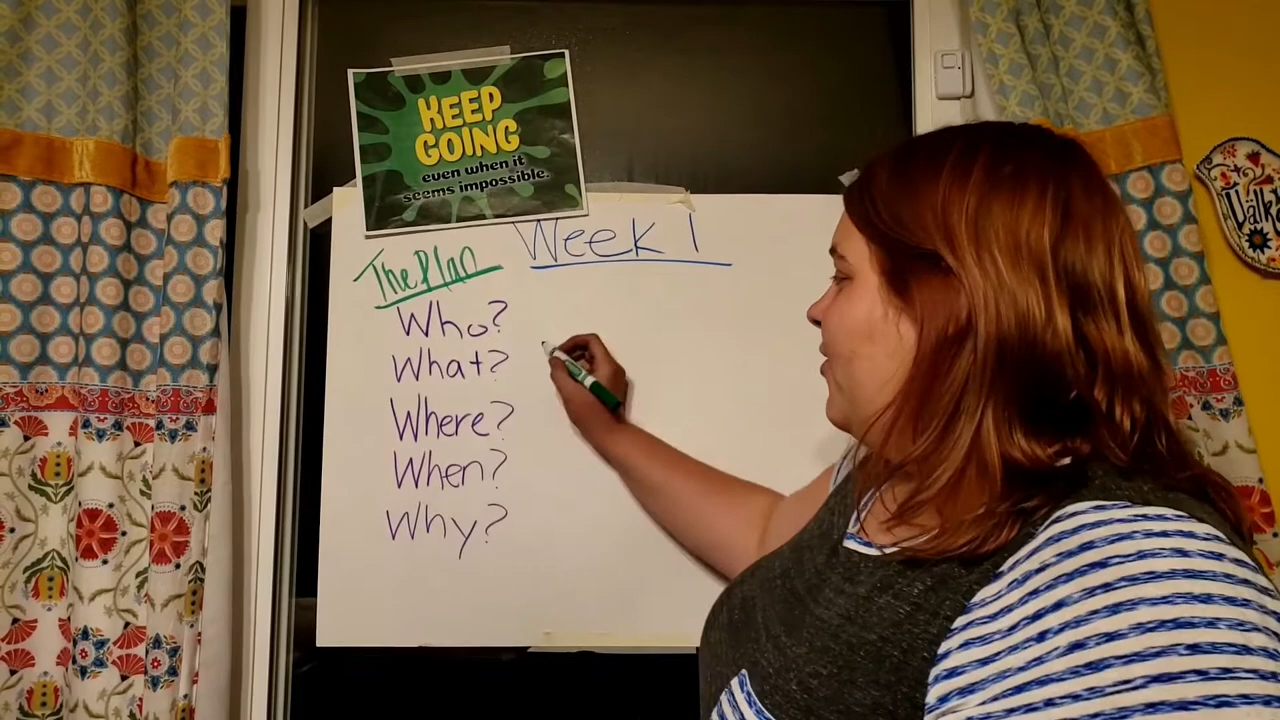 KEEP
GOING
even when it
seems impossible.
Week 1
The Plan
Who?
What?
Where?
When?
Why?